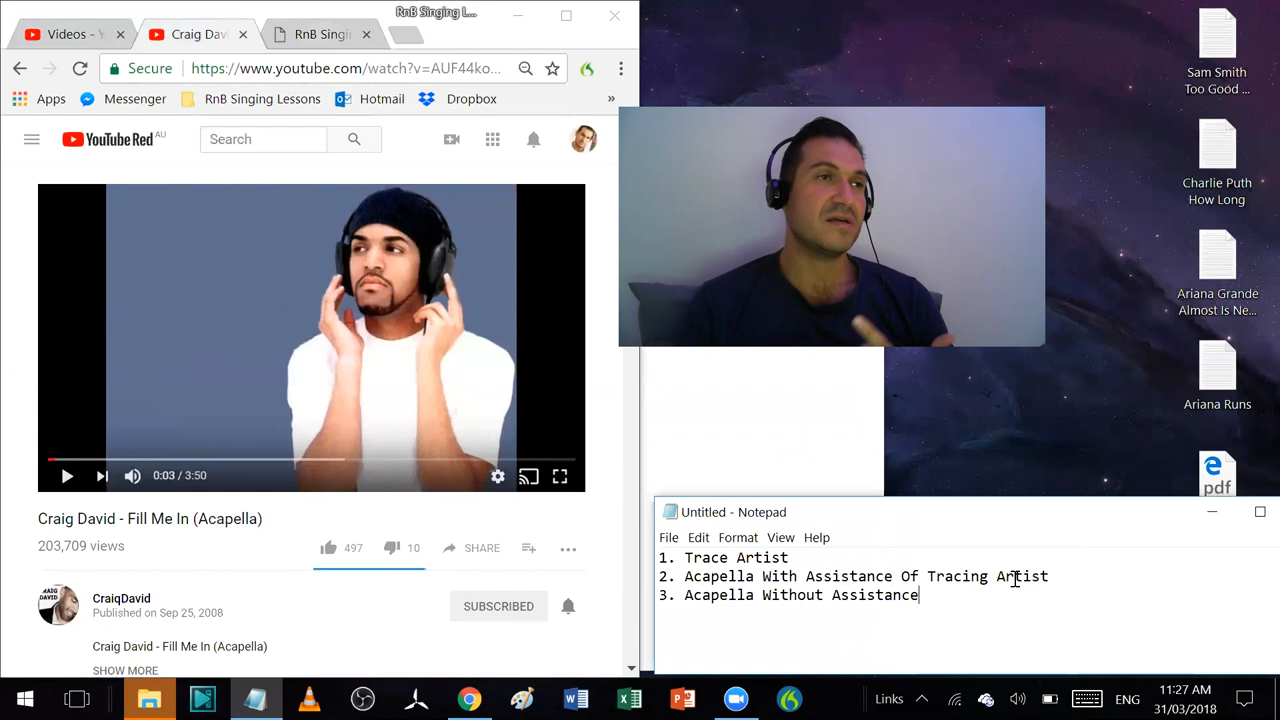 RnB Singing L...
Videos - Y
Craig Davi
RnB Singi
Secure
https://www.youtube.com/watch?v=AUF44ko...
Apps
Messenger
RnB Singing Lessons
Hotmail
Dropbox
»
YouTube Red AU
Search
0:03 / 3:50
Craig David - Fill Me In (Acapella)
203,709 views
497
10
SHARE
CRAIG DAVID
CraiqDavid
Published on Sep 25, 2008
SUBSCRIBED
Craig David - Fill Me In (Acapella)
SHOW MORE
Sam Smith
Too Good ...
Charlie Puth
How Long
Ariana Grande
Almost Is Ne...
Ariana Runs
pdf
Untitled - Notepad
File Edit Format View Help
1. Trace Artist
2. Acapella With Assistance Of Tracing Artist
3. Acapella Without Assistance
Links
ENG
11:27 AM
31/03/2018